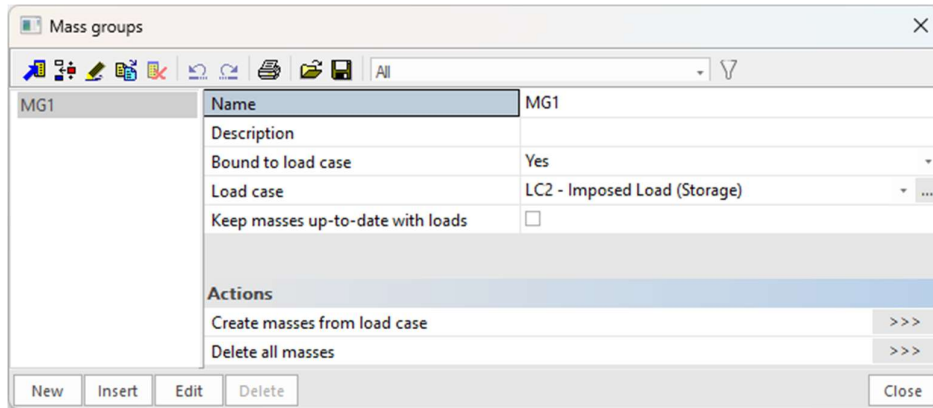 Mass groups
All
MG1
Name MG1
Description
Bound to load case Yes
Load case LC2 - Imposed Load (Storage) ...
Keep masses up-to-date with loads
Actions
Create masses from load case >>>
Delete all masses >>>
New Insert Edit Delete Close